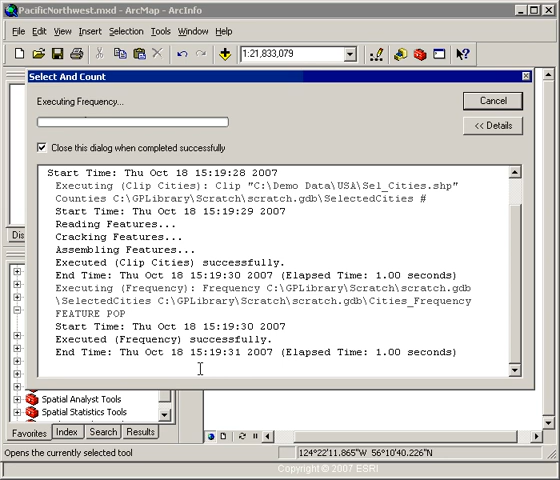 PacificNorthwest.mxd - ArcMap - ArcInfo
File Edit View Insert Selection Tools Window Help
1:21,833,079
Select And Count
Executing Frequency...
Cancel
<< Details
Close this dialog when completed successfully
Start Time: Thu Oct 18 15:19:28 2007
Executing (Clip Cities): Clip "C:\Demo Data\USA\Sel_Cities.shp"
Counties C:\GPLibrary\Scratch\scratch.gdb\SelectedCities #
Start Time: Thu Oct 18 15:19:29 2007
Reading Features...
Cracking Features...
Assembling Features...
Executed (Clip Cities) successfully.
End Time: Thu Oct 18 15:19:30 2007 (Elapsed Time: 1.00 seconds)
Executing (Frequency): Frequency C:\GPLibrary\Scratch\scratch.gdb
\SelectedCities C:\GPLibrary\Scratch\scratch.gdb\Cities_Frequency
FEATURE POP
Start Time: Thu Oct 18 15:19:30 2007
Executed (Frequency) successfully.
End Time: Thu Oct 18 15:19:31 2007 (Elapsed Time: 1.00 seconds)
Dis
Spatial Analyst Tools
Spatial Statistics Tools
Favorites Index Search Results
Opens the currently selected tool
124°22'11.865"W 56°10'40.226"N
Copyright © 2007 ESRI